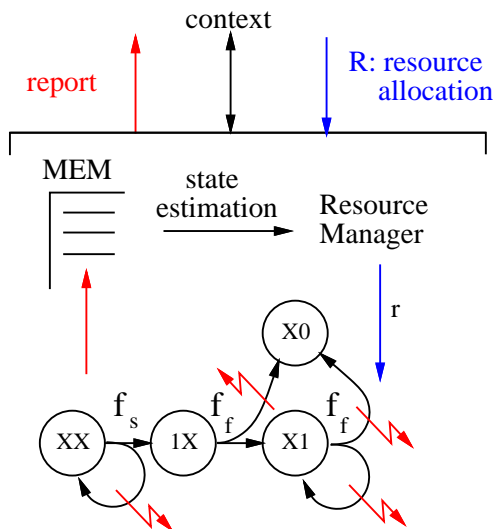 context
report
R: resource
allocation
MEM
state
estimation
Resource
Manager
r
X0
f s
f f
f f
XX
1X
X1